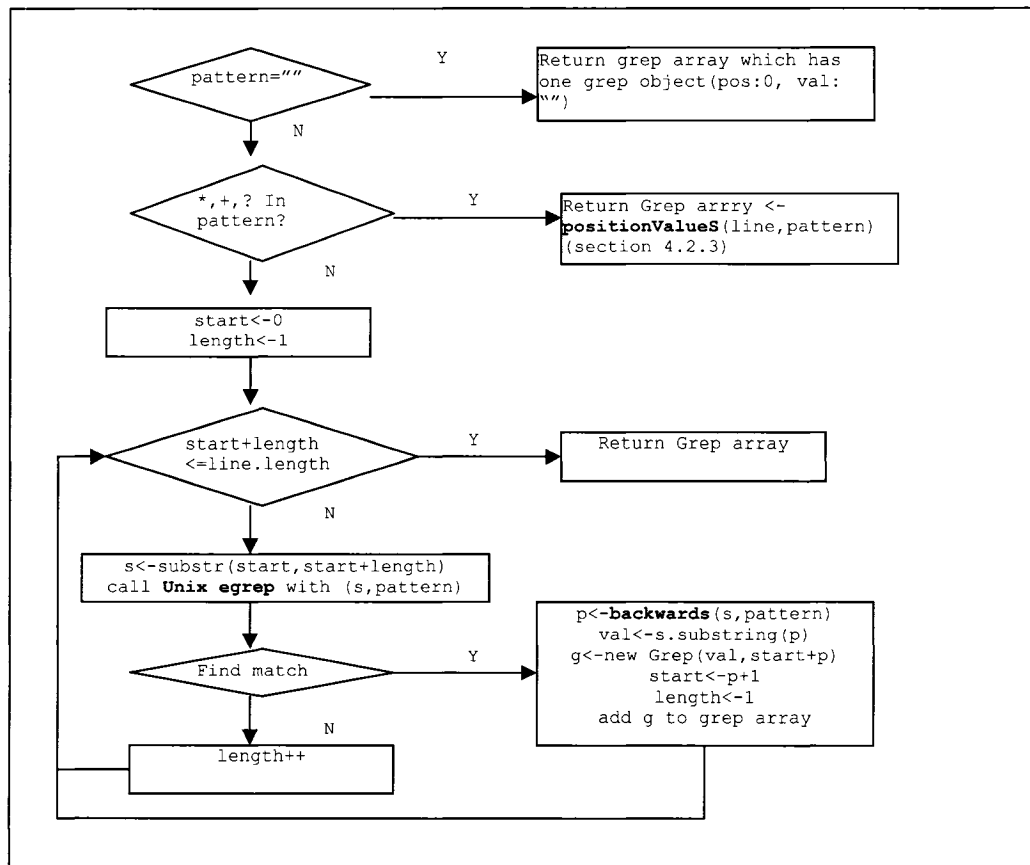 pattern=""
Y
Return grep array which has
one grep object(pos:0, val:
"")
N
*,+,? In
pattern?
Y
Return Grep arrry <-
positionValueS(line,pattern)
(section 4.2.3)
N
start<-0
length<-1
start+length
<=line.length
Y
Return Grep array
N
s<-substr(start,start+length)
call Unix egrep with (s,pattern)
Find match
Y
p<-backwards(s,pattern)
val<-s.substring(p)
g<-new Grep(val,start+p)
start<-p+1
length<-1
add g to grep array
N
length++